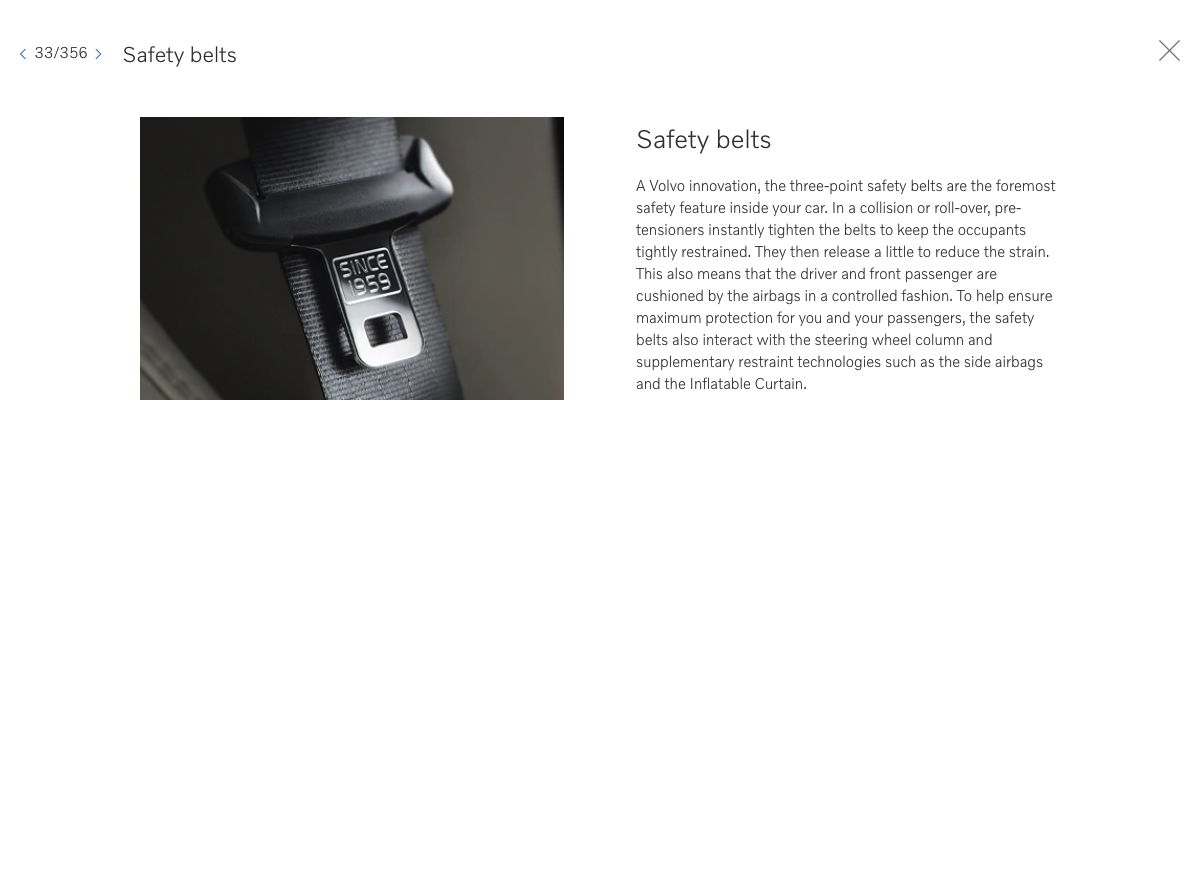 33/356
Safety belts
SINCE
1959
Safety belts
A Volvo innovation, the three-point safety belts are the foremost
safety feature inside your car. In a collision or roll-over, pre-
tensioners instantly tighten the belts to keep the occupants
tightly restrained. They then release a little to reduce the strain.
This also means that the driver and front passenger are
cushioned by the airbags in a controlled fashion. To help ensure
maximum protection for you and your passengers, the safety
belts also interact with the steering wheel column and
supplementary restraint technologies such as the side airbags
and the Inflatable Curtain.